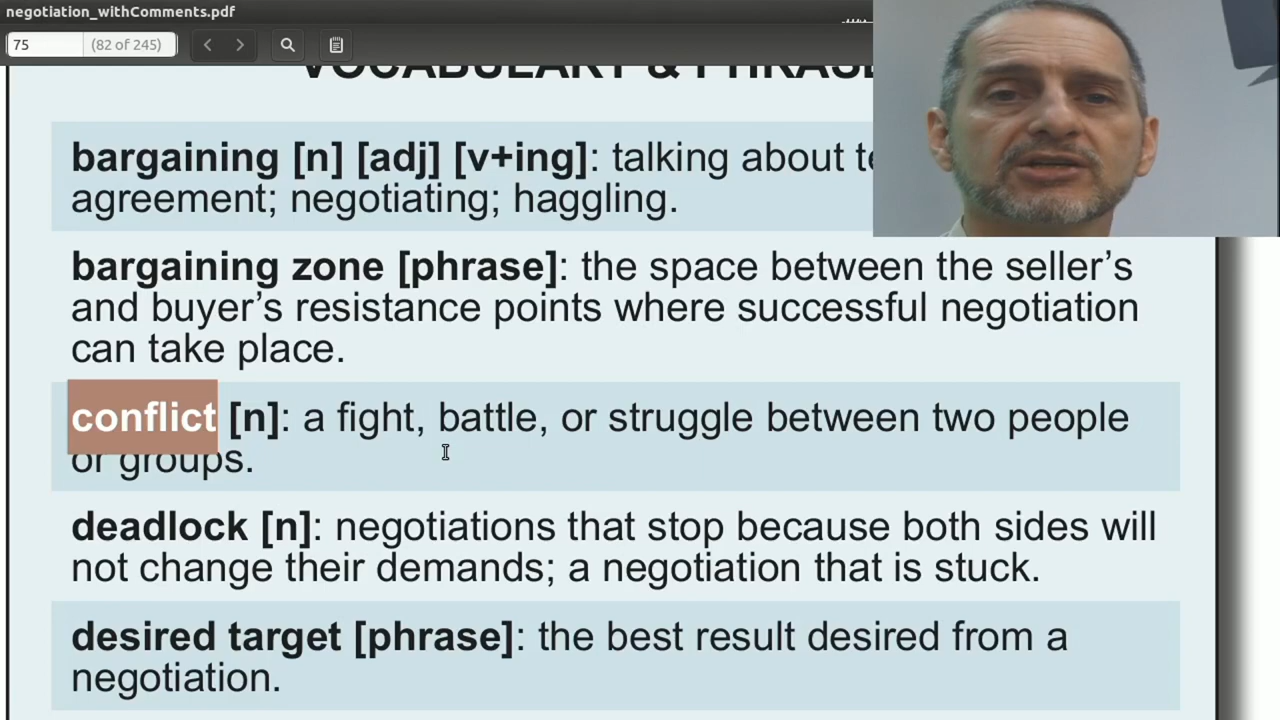 negotiation_withComments.pdf
75 (82 of 245)
VOCABULARY &
bargaining [n] [adj] [v+ing]: talking about
agreement; negotiating; haggling.
bargaining zone [phrase]: the space between the seller’s
and buyer’s resistance points where successful negotiation
can take place.
conflict [n]: a fight, battle, or struggle between two people
or groups.
deadlock [n]: negotiations that stop because both sides will
not change their demands; a negotiation that is stuck.
desired target [phrase]: the best result desired from a
negotiation.